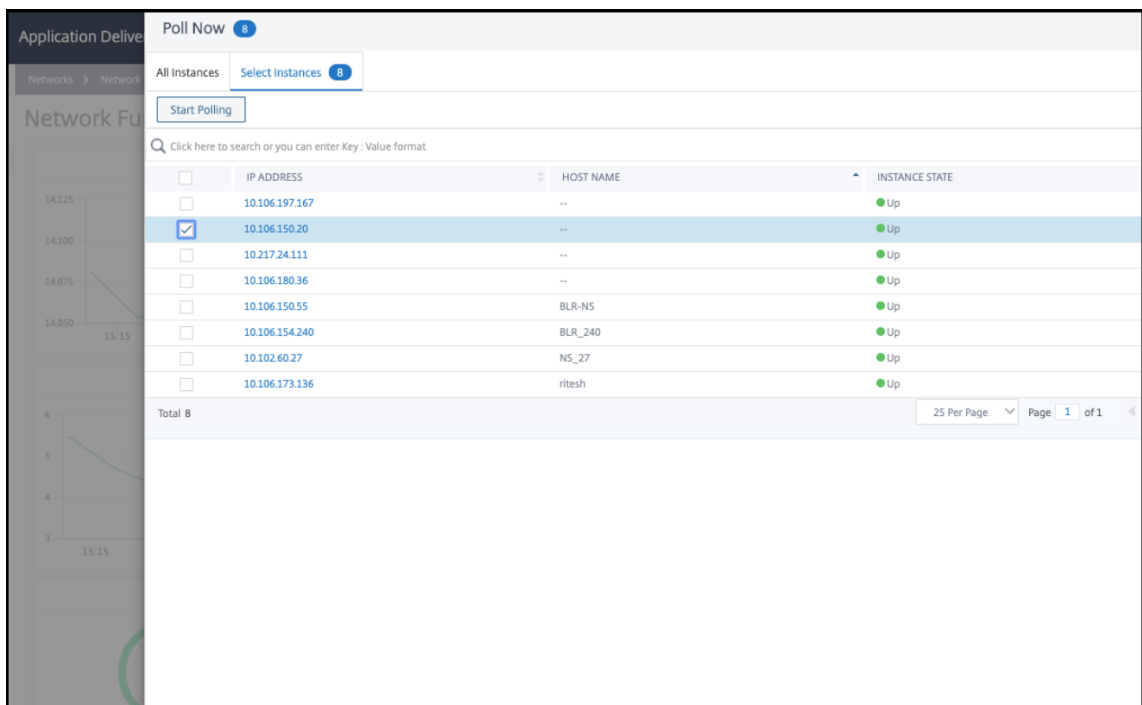 Application Delive
Networks > Network
Network Fu
14,125
14,100
14,075
14,050
15:15
6
5
4
3
15:15
Poll Now 8
All Instances Select Instances 8
Start Polling
Click here to search or you can enter Key : Value format
IP ADDRESS HOST NAME INSTANCE STATE
10.106.197.167 -- Up
10.106.150.20 -- Up
10.217.24.111 -- Up
10.106.180.36 -- Up
10.106.150.55 BLR-NS Up
10.106.154.240 BLR_240 Up
10.102.60.27 NS_27 Up
10.106.173.136 ritesh Up
Total 8 25 Per Page Page 1 of 1